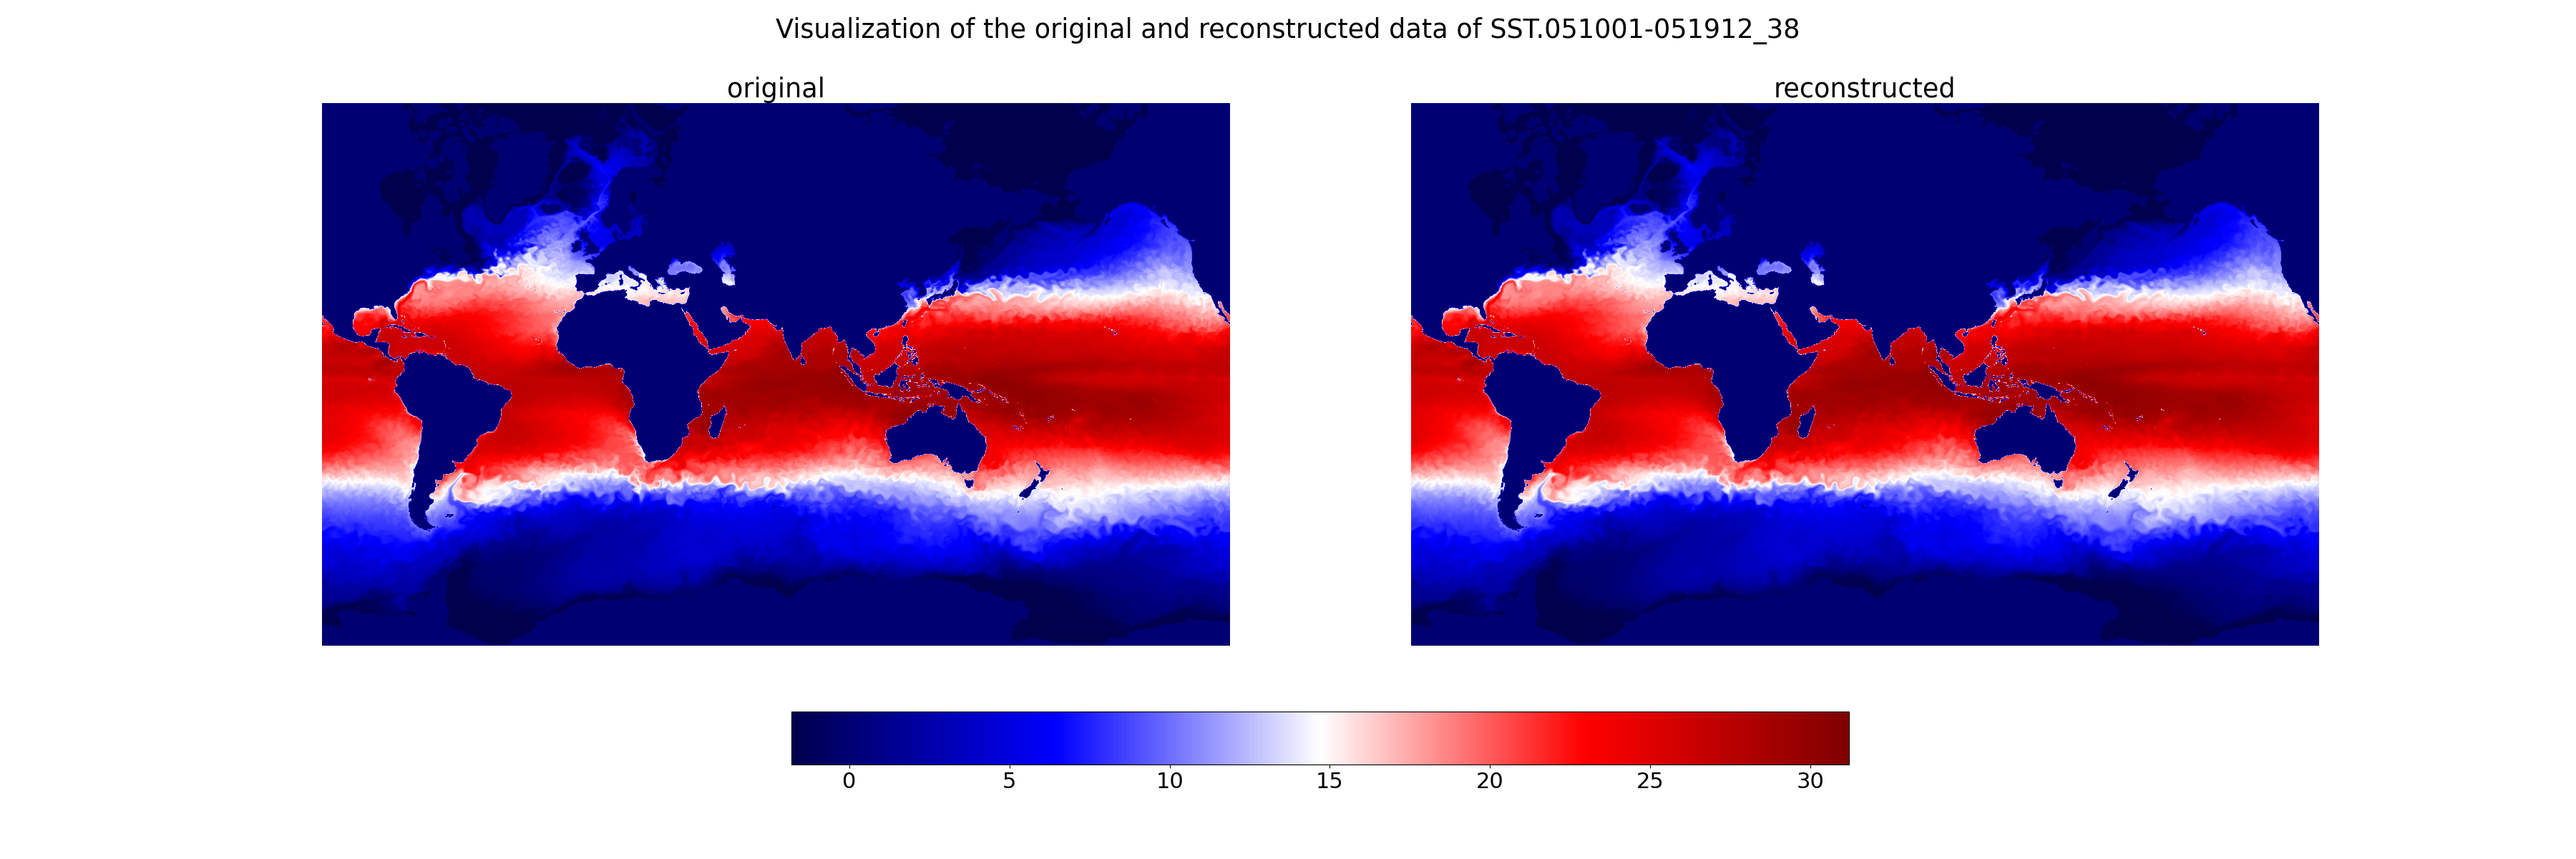 Visualization of the original and reconstructed data of SST.051001-051912_38
original
reconstructed
0 5 10 15 20 25 30